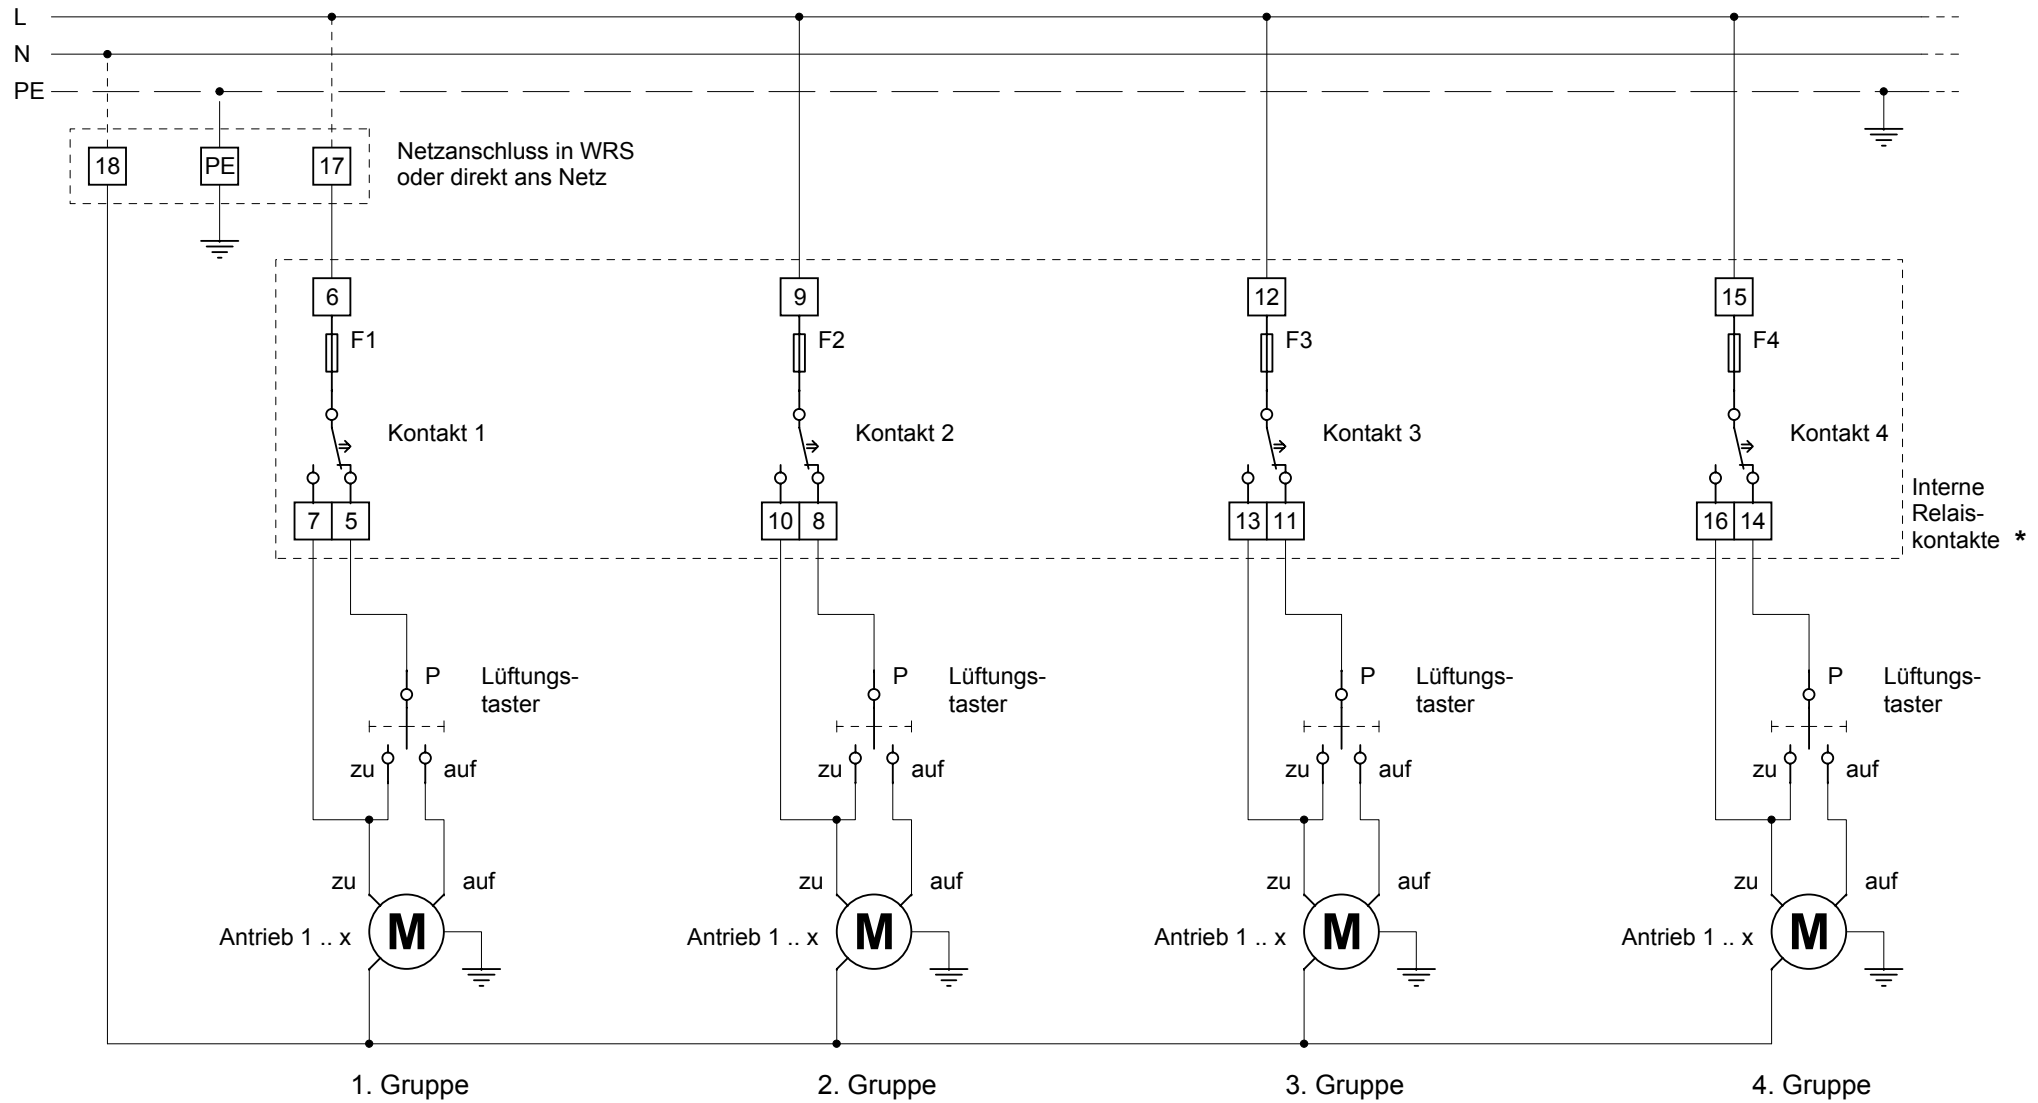 L
N
PE
18 PE 17
Netzanschluss in WRS
oder direkt ans Netz
6 9 12 15
F1 F2 F3 F4
Kontakt 1 Kontakt 2 Kontakt 3 Kontakt 4
Interne
Relais-
kontakte *
7 5 10 8 13 11 16 14
P Lüftungs- P Lüftungs- P Lüftungs- P Lüftungs-
taster taster taster taster
zu auf zu auf zu auf zu auf
zu auf zu auf zu auf zu auf
Antrieb 1 .. x M Antrieb 1 .. x M Antrieb 1 .. x M Antrieb 1 .. x M
1. Gruppe 2. Gruppe 3. Gruppe 4. Gruppe